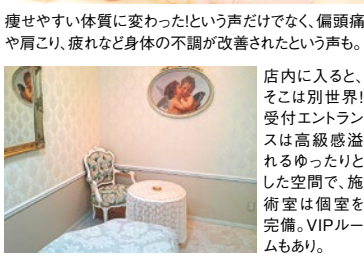 痩せやすい体質に変わった!という声だけでなく、偏頭痛
や肩こり、疲れなど身体の不調が改善されたという声も。
店内に入ると、
そこは別世界!
受付エントラン
スは高級感溢
れるゆったりと
した空間で、施
術室は個室を
完備。VIPルー
ムもあり。